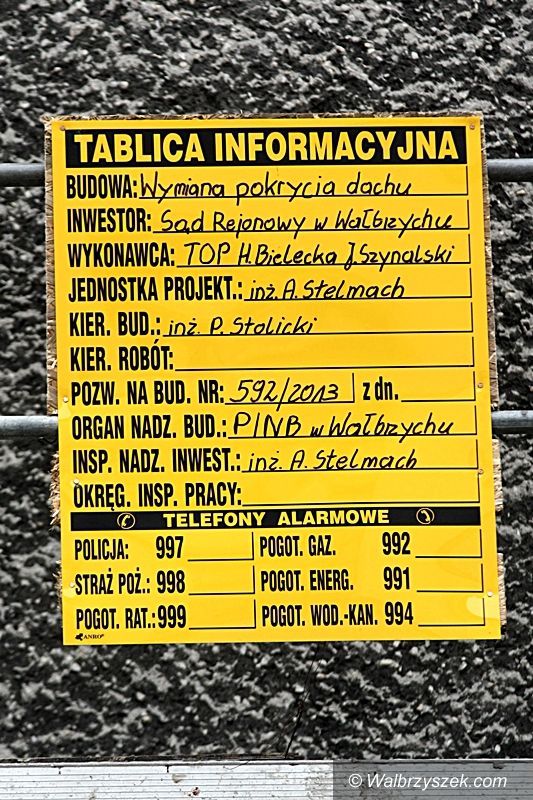 TABLICA INFORMACYJNA
BUDOWA: Wymiana pokrycia dachu
INWESTOR: Sąd Rejonowy w Wałbrzychu
WYKONAWCA: TOP H.Bielecka J.Szynalski
JEDNOSTKA PROJEKT.: inż. A. Stelmach
KIER. BUD.: inż. P. Stolicki
KIER. ROBÓT:
POZW. NA BUD. NR: 592/2013 z dn.
ORGAN NADZ. BUD.: PINB w Wałbrzychu
INSP. NADZ. INWEST.: inż. A. Stelmach
OKRĘG. INSP. PRACY:
TELEFONY ALARMOWE
POLICJA: 997 POGOT. GAZ. 992
STRAŻ POŻ.: 998 POGOT. ENERG. 991
POGOT. RAT.: 999 POGOT. WOD.-KAN. 994
ANRO
© Walbrzyszek.com